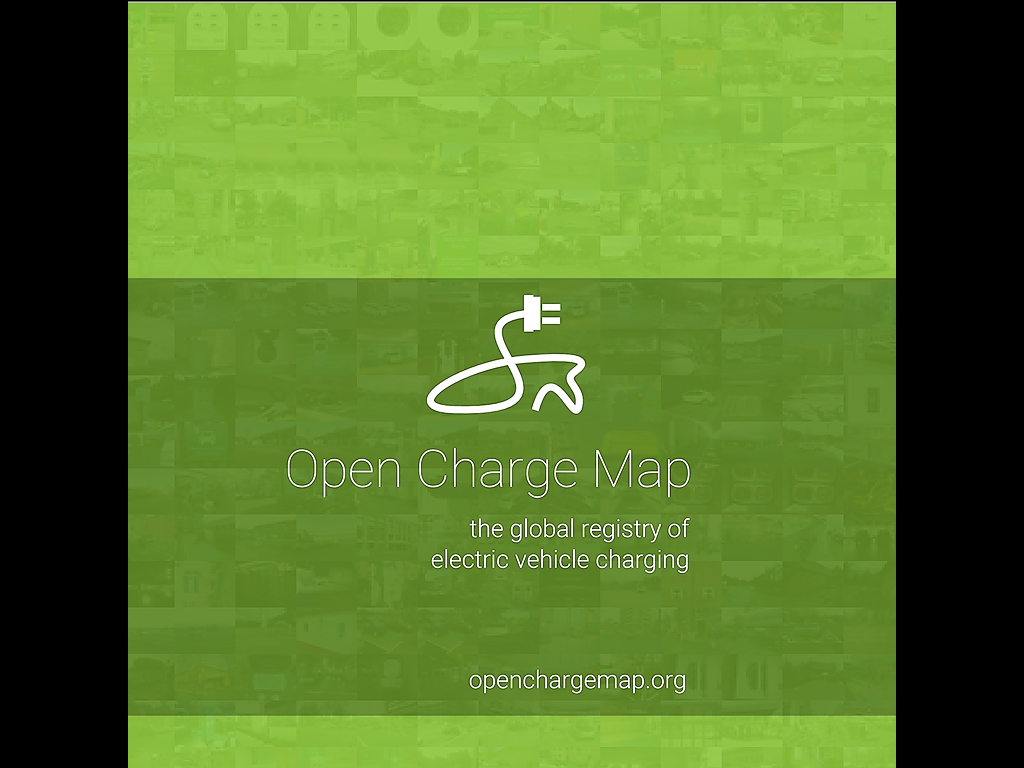 Open Charge Map
the global registry of
electric vehicle charging
openchargemap.org